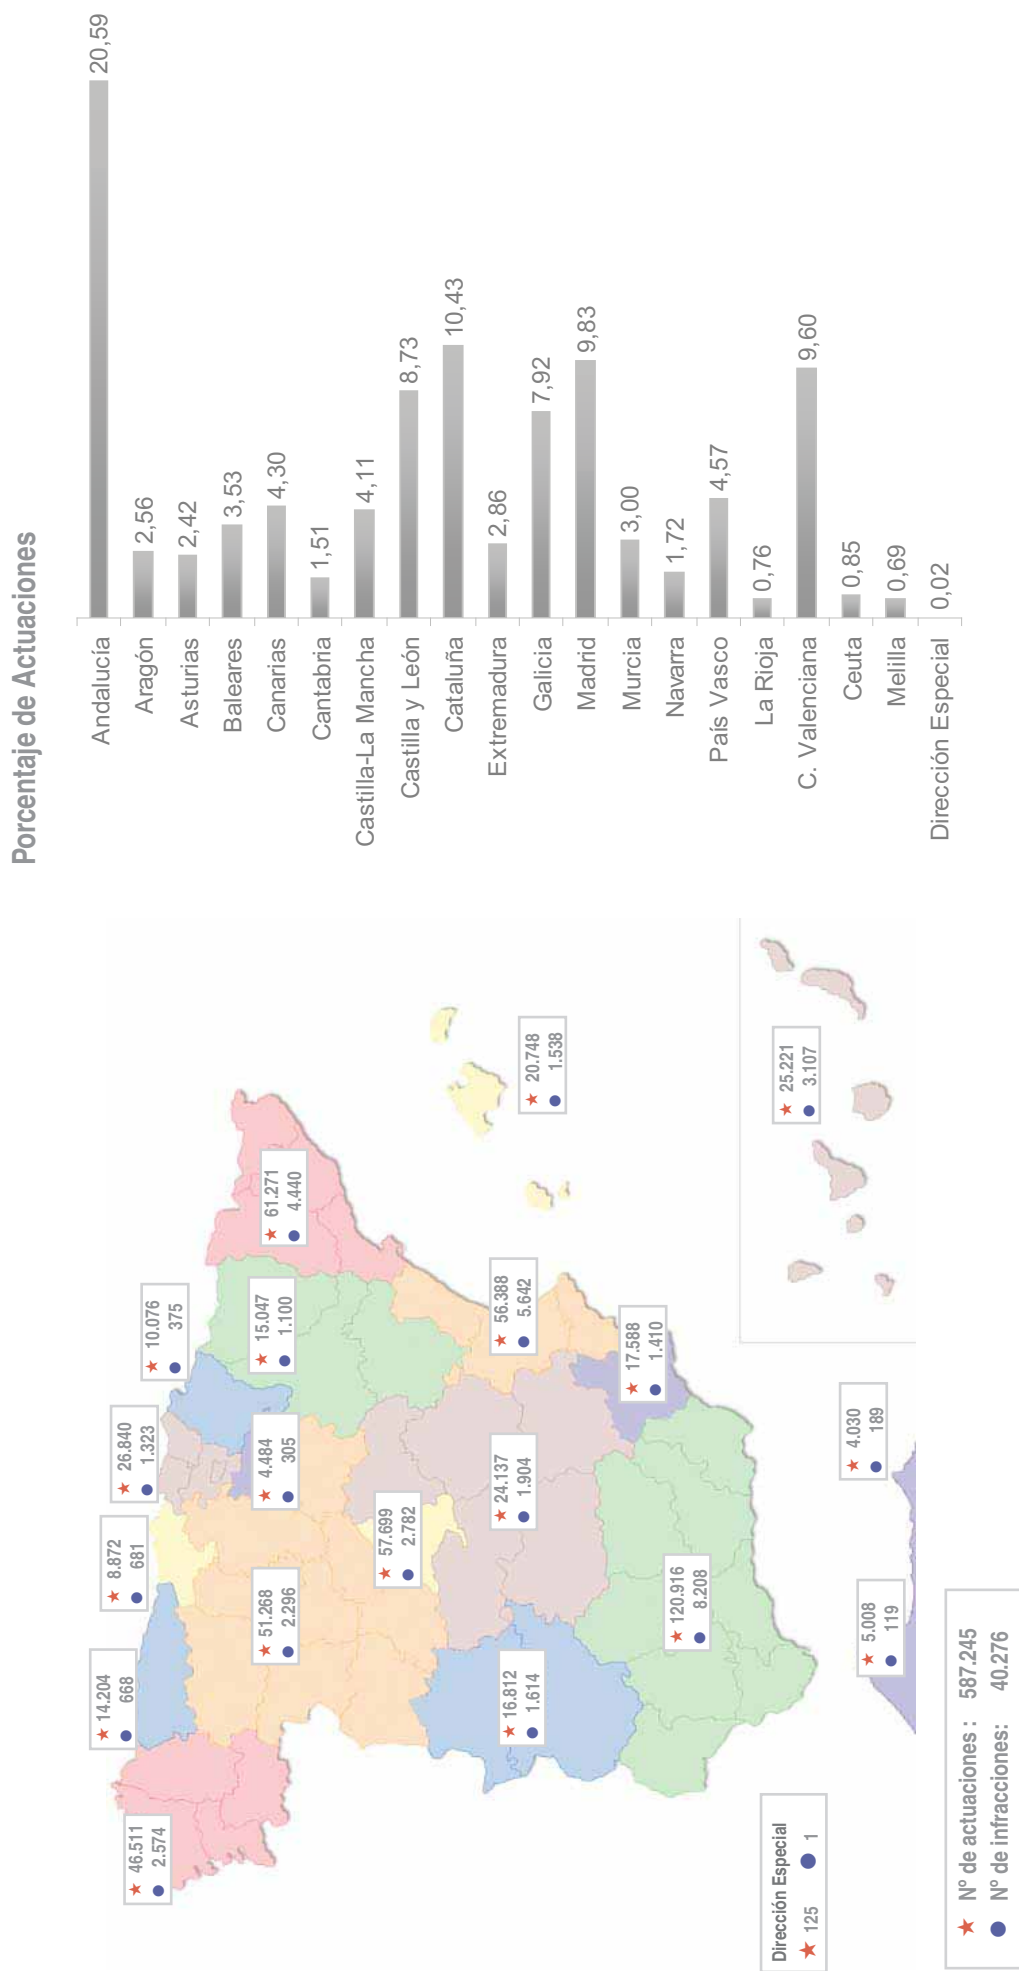 Porcentaje de Actuaciones
Andalucía 20,59
Aragón 2,56
Asturias 2,42
Baleares 3,53
Canarias 4,30
Cantabria 1,51
Castilla-La Mancha 4,11
Castilla y León 8,73
Cataluña 10,43
Extremadura 2,86
Galicia 7,92
Madrid 9,83
Murcia 3,00
Navarra 1,72
País Vasco 4,57
La Rioja 0,76
C. Valenciana 9,60
Ceuta 0,85
Melilla 0,69
Dirección Especial 0,02
46.511
2.574
14.204
668
8.872
681
26.840
1.323
10.076
375
51.268
2.296
4.484
305
15.047
1.100
61.271
4.440
57.699
2.782
16.812
1.614
24.137
1.904
56.388
5.642
20.748
1.538
120.916
8.208
17.588
1.410
25.221
3.107
5.008
119
4.030
189
Dirección Especial
125 1
Nº de actuaciones : 587.245
Nº de infracciones: 40.276